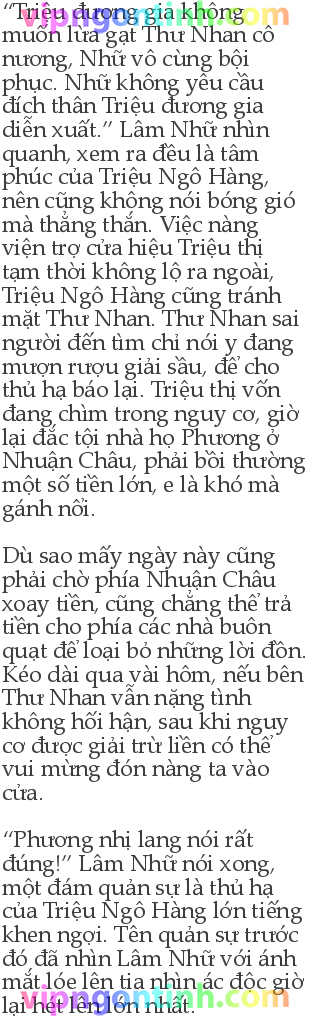 “Triệu đương gia không
muốn lừa gạt Thư Nhan cô
nương, Nhữ vô cùng bội
phục. Nhữ không yêu cầu
đích thân Triệu đương gia
diễn xuất.” Lâm Nhữ nhìn
quanh, xem ra đều là tâm
phúc của Triệu Ngô Hàng,
nên cũng không nói bóng gió
mà thẳng thắn. Việc nàng
viện trợ cửa hiệu Triệu thị
tạm thời không lộ ra ngoài,
Triệu Ngô Hàng cũng tránh
mặt Thư Nhan. Thư Nhan sai
người đến tìm chỉ nói y đang
mượn rượu giải sầu, để cho
thủ hạ báo lại. Triệu thị vốn
đang chìm trong nguy cơ, giờ
lại đắc tội nhà họ Phương ở
Nhuận Châu, phải bồi thường
một số tiền lớn, e là khó mà
gánh nổi.
Dù sao mấy ngày này cũng
phải chờ phía Nhuận Châu
xoay tiền, cũng chẳng thể trả
tiền cho phía các nhà buôn
quạt để loại bỏ những lời đồn.
Kéo dài qua vài hôm, nếu bên
Thư Nhan vẫn nặng tình
không hối hận, sau khi nguy
cơ được giải trừ liền có thể
vui mừng đón nàng ta vào
cửa.
“Phương nhị lang nói rất
đúng!” Lâm Nhữ nói xong,
một đám quản sự là thủ hạ
của Triệu Ngô Hàng lớn tiếng
khen ngợi. Tên quản sự trước
đó đã nhìn Lâm Nhữ với ánh
mắt lóe lên tia nhìn ác độc giờ
lại hét lên lớn nhất.
vipngontinh.com
vipngontinh.com